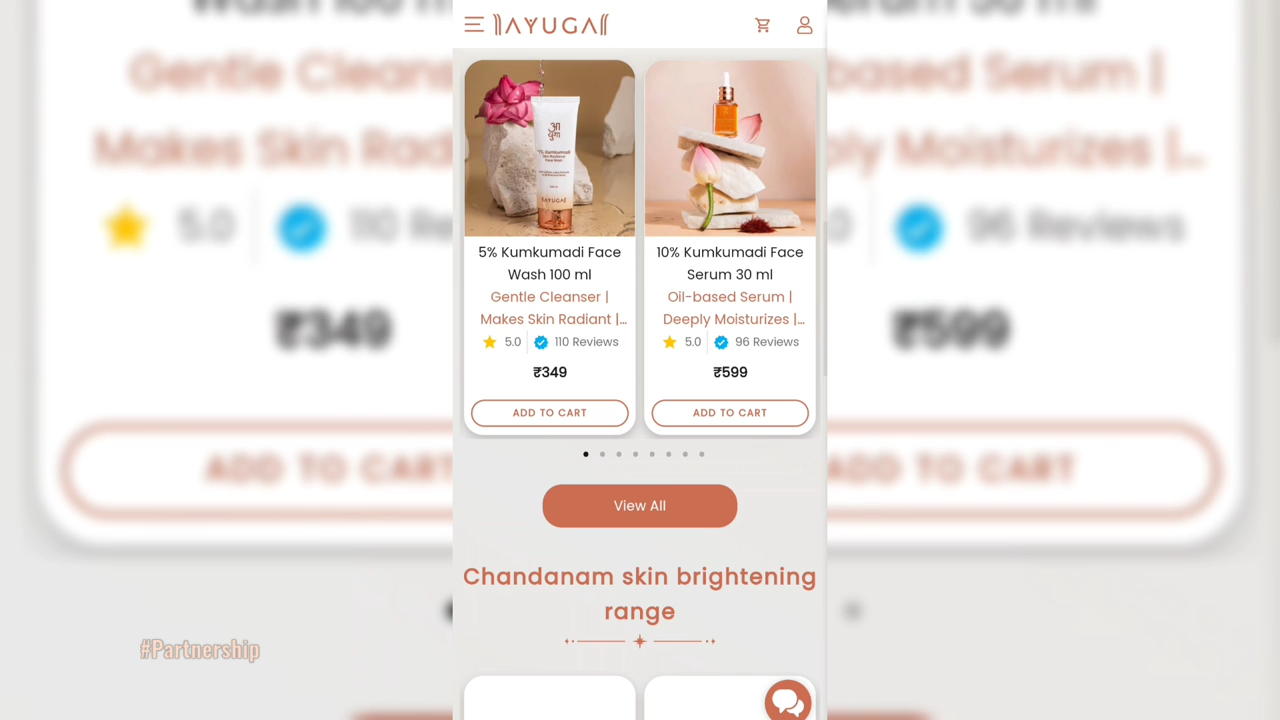 AYUGA
आ
युगा
AYUGA
5% Kumkumadi Face
Wash 100 ml
Gentle Cleanser |
Makes Skin Radiant |...
5.0 110 Reviews
₹349
ADD TO CART
10% Kumkumadi Face
Serum 30 ml
Oil-based Serum |
Deeply Moisturizes |...
5.0 96 Reviews
₹599
ADD TO CART
View All
Chandanam skin brightening
range
#Partnership